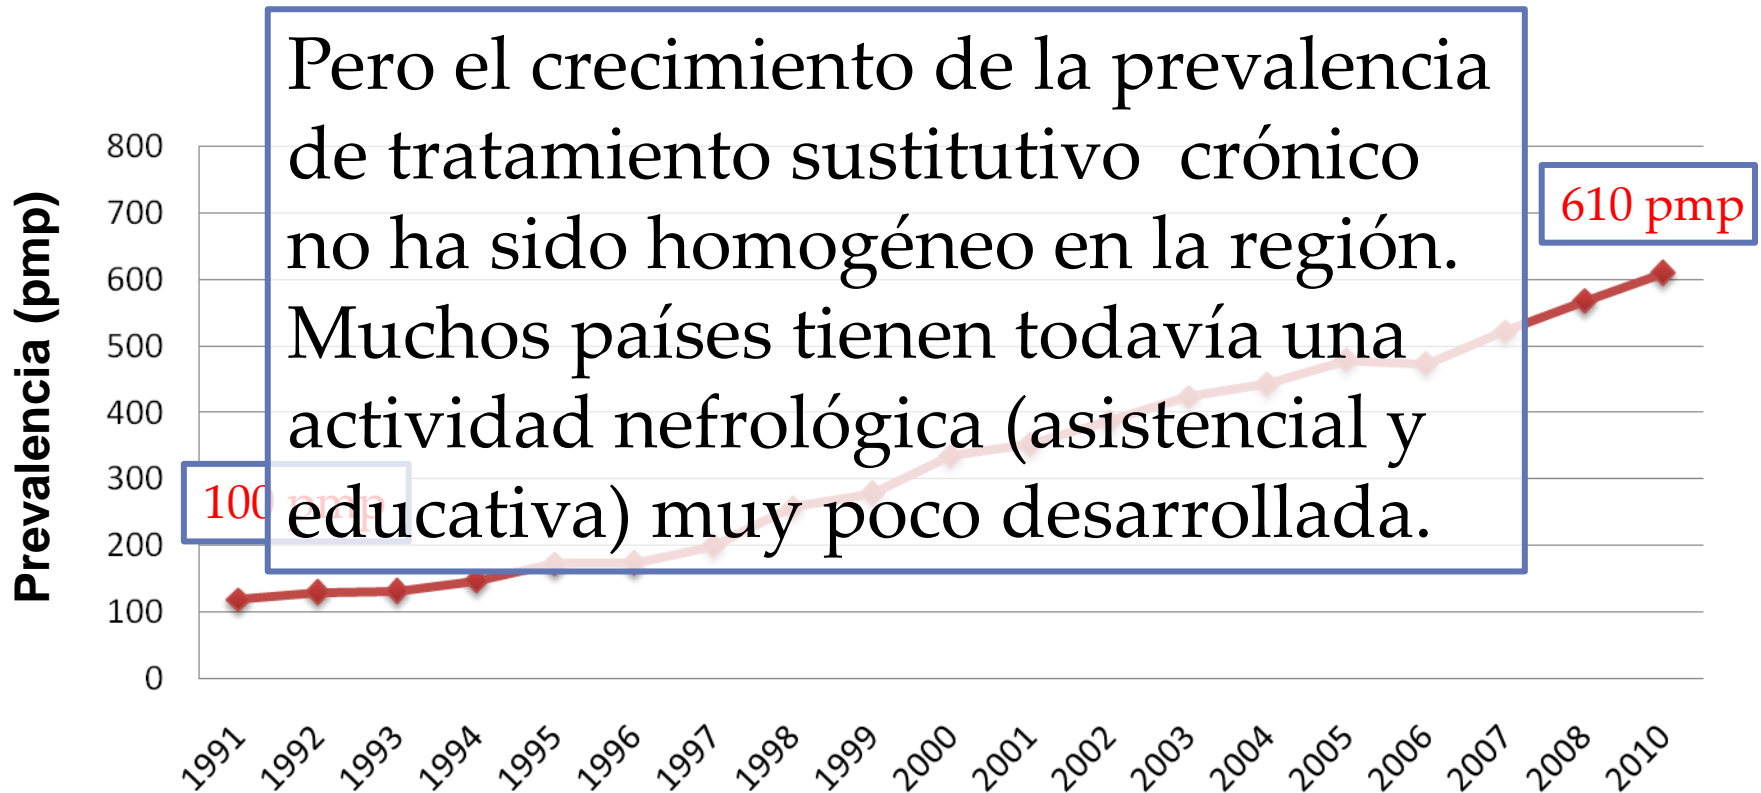 Pero el crecimiento de la prevalencia
de tratamiento sustitutivo crónico
no ha sido homogéneo en la región.
Muchos países tienen todavía una
actividad nefrológica (asistencial y
educativa) muy poco desarrollada.
610 pmp
100 pmp
Prevalencia (pmp)
800
700
600
500
400
300
200
100
0
1991 1992 1993 1994 1995 1996 1997 1998 1999 2000 2001 2002 2003 2004 2005 2006 2007 2008 2010